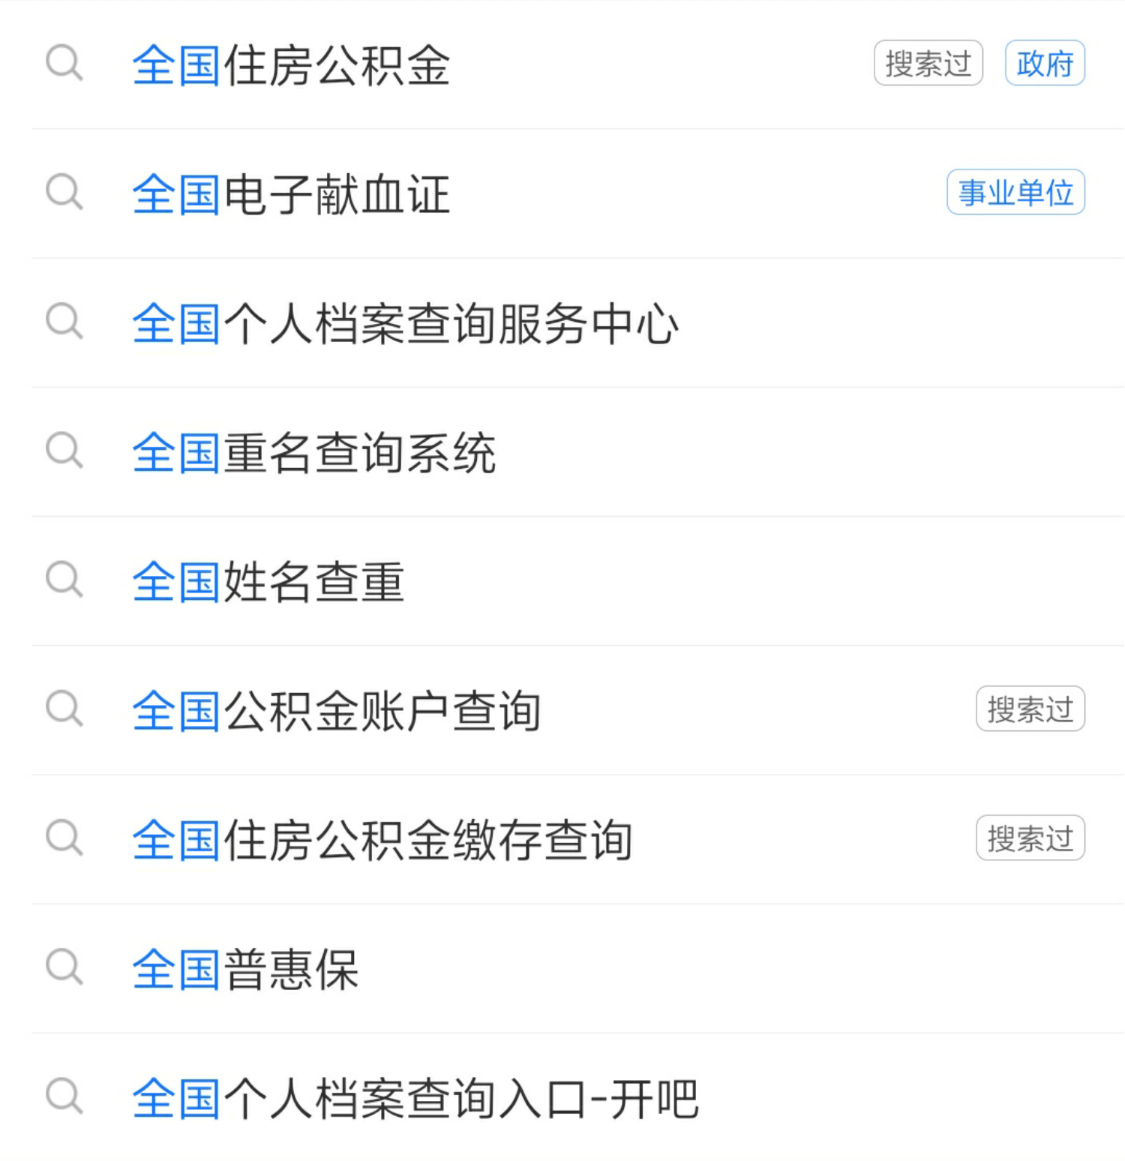 全国住房公积金 搜索过 政府
全国电子献血证 事业单位
全国个人档案查询服务中心
全国重名查询系统
全国姓名查重
全国公积金账户查询 搜索过
全国住房公积金缴存查询 搜索过
全国普惠保
全国个人档案查询入口-开吧